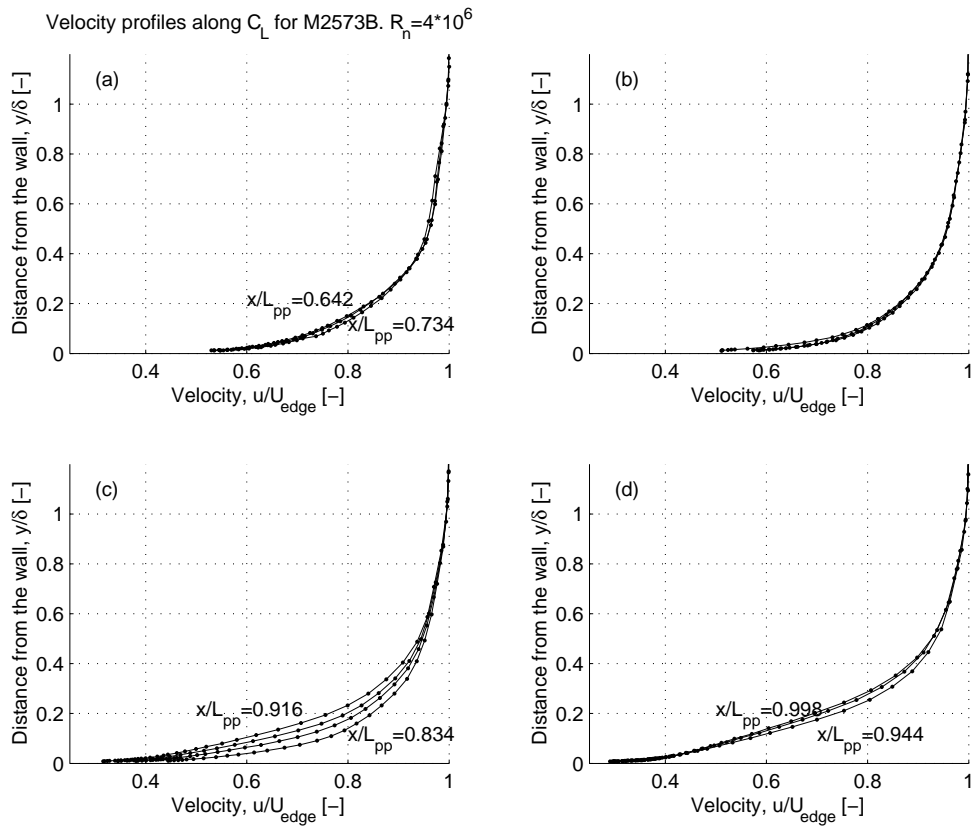 Velocity profiles along C_L for M2573B. R_n=4*10^6
(a)
Distance from the wall, y/δ [−]
1
0.8
0.6
0.4
0.2
0
x/L_pp=0.642
x/L_pp=0.734
0.4 0.6 0.8 1
Velocity, u/U_edge [−]
(b)
Distance from the wall, y/δ [−]
1
0.8
0.6
0.4
0.2
0
0.4 0.6 0.8 1
Velocity, u/U_edge [−]
(c)
Distance from the wall, y/δ [−]
1
0.8
0.6
0.4
0.2
0
x/L_pp=0.916
x/L_pp=0.834
0.4 0.6 0.8 1
Velocity, u/U_edge [−]
(d)
Distance from the wall, y/δ [−]
1
0.8
0.6
0.4
0.2
0
x/L_pp=0.998
x/L_pp=0.944
0.4 0.6 0.8 1
Velocity, u/U_edge [−]